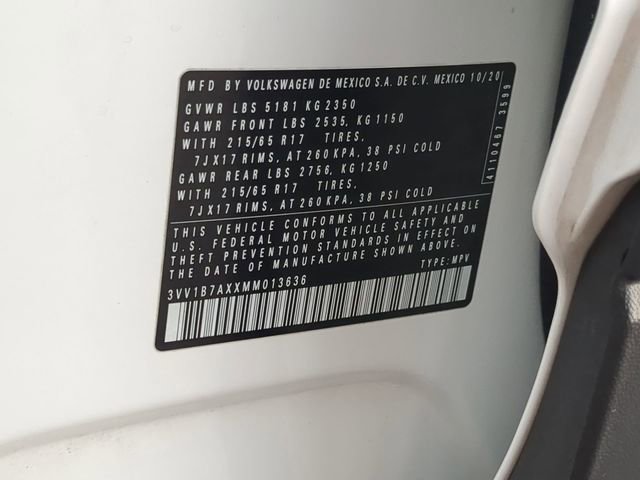 MFD BY VOLKSWAGEN DE MEXICO S.A. DE C.V. MEXICO 10/20
GVWR LBS 5181 KG 2350
GAWR FRONT LBS 2535, KG 1150
WITH 215/65 R17 TIRES,
7JX17 RIMS, AT 260 KPA, 38 PSI COLD
GAWR REAR LBS 2756, KG 1250
WITH 215/65 R17 TIRES,
7JX17 RIMS, AT 260 KPA, 38 PSI COLD
THIS VEHICLE CONFORMS TO ALL APPLICABLE
U.S. FEDERAL MOTOR VEHICLE SAFETY AND
THEFT PREVENTION STANDARDS IN EFFECT ON
THE DATE OF MANUFACTURE SHOWN ABOVE.
3VV1B7AXXMM013636 TYPE: MPV
4110467 3599